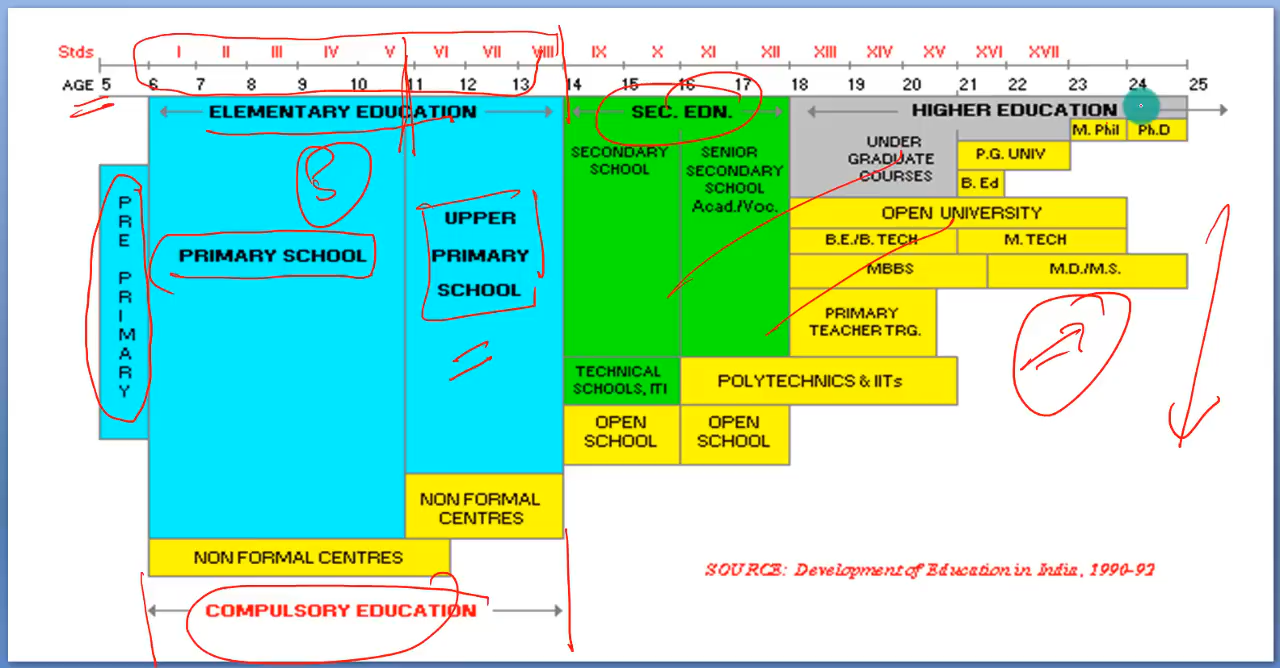 Stds I II III IV V VI VII VIII IX X XI XII XIII XIV XV XVI XVII
AGE 5 6 7 8 9 10 11 12 13 14 15 16 17 18 19 20 21 22 23 24 25
ELEMENTARY EDUCATION
SEC. EDN.
HIGHER EDUCATION
PRE PRIMARY
PRIMARY SCHOOL
UPPER
PRIMARY
SCHOOL
SECONDARY
SCHOOL
SENIOR
SECONDARY
SCHOOL
Acad./Voc.
UNDER
GRADUATE
COURSES
M. Phil
Ph.D
P.G. UNIV
B. Ed
OPEN UNIVERSITY
B.E./B. TECH
M. TECH
MBBS
M.D./M.S.
PRIMARY
TEACHER TRG.
TECHNICAL
SCHOOLS, ITI
POLYTECHNICS & IITs
OPEN
SCHOOL
OPEN
SCHOOL
NON FORMAL
CENTRES
NON FORMAL CENTRES
COMPULSORY EDUCATION
SOURCE: Development of Education in India, 1990-92